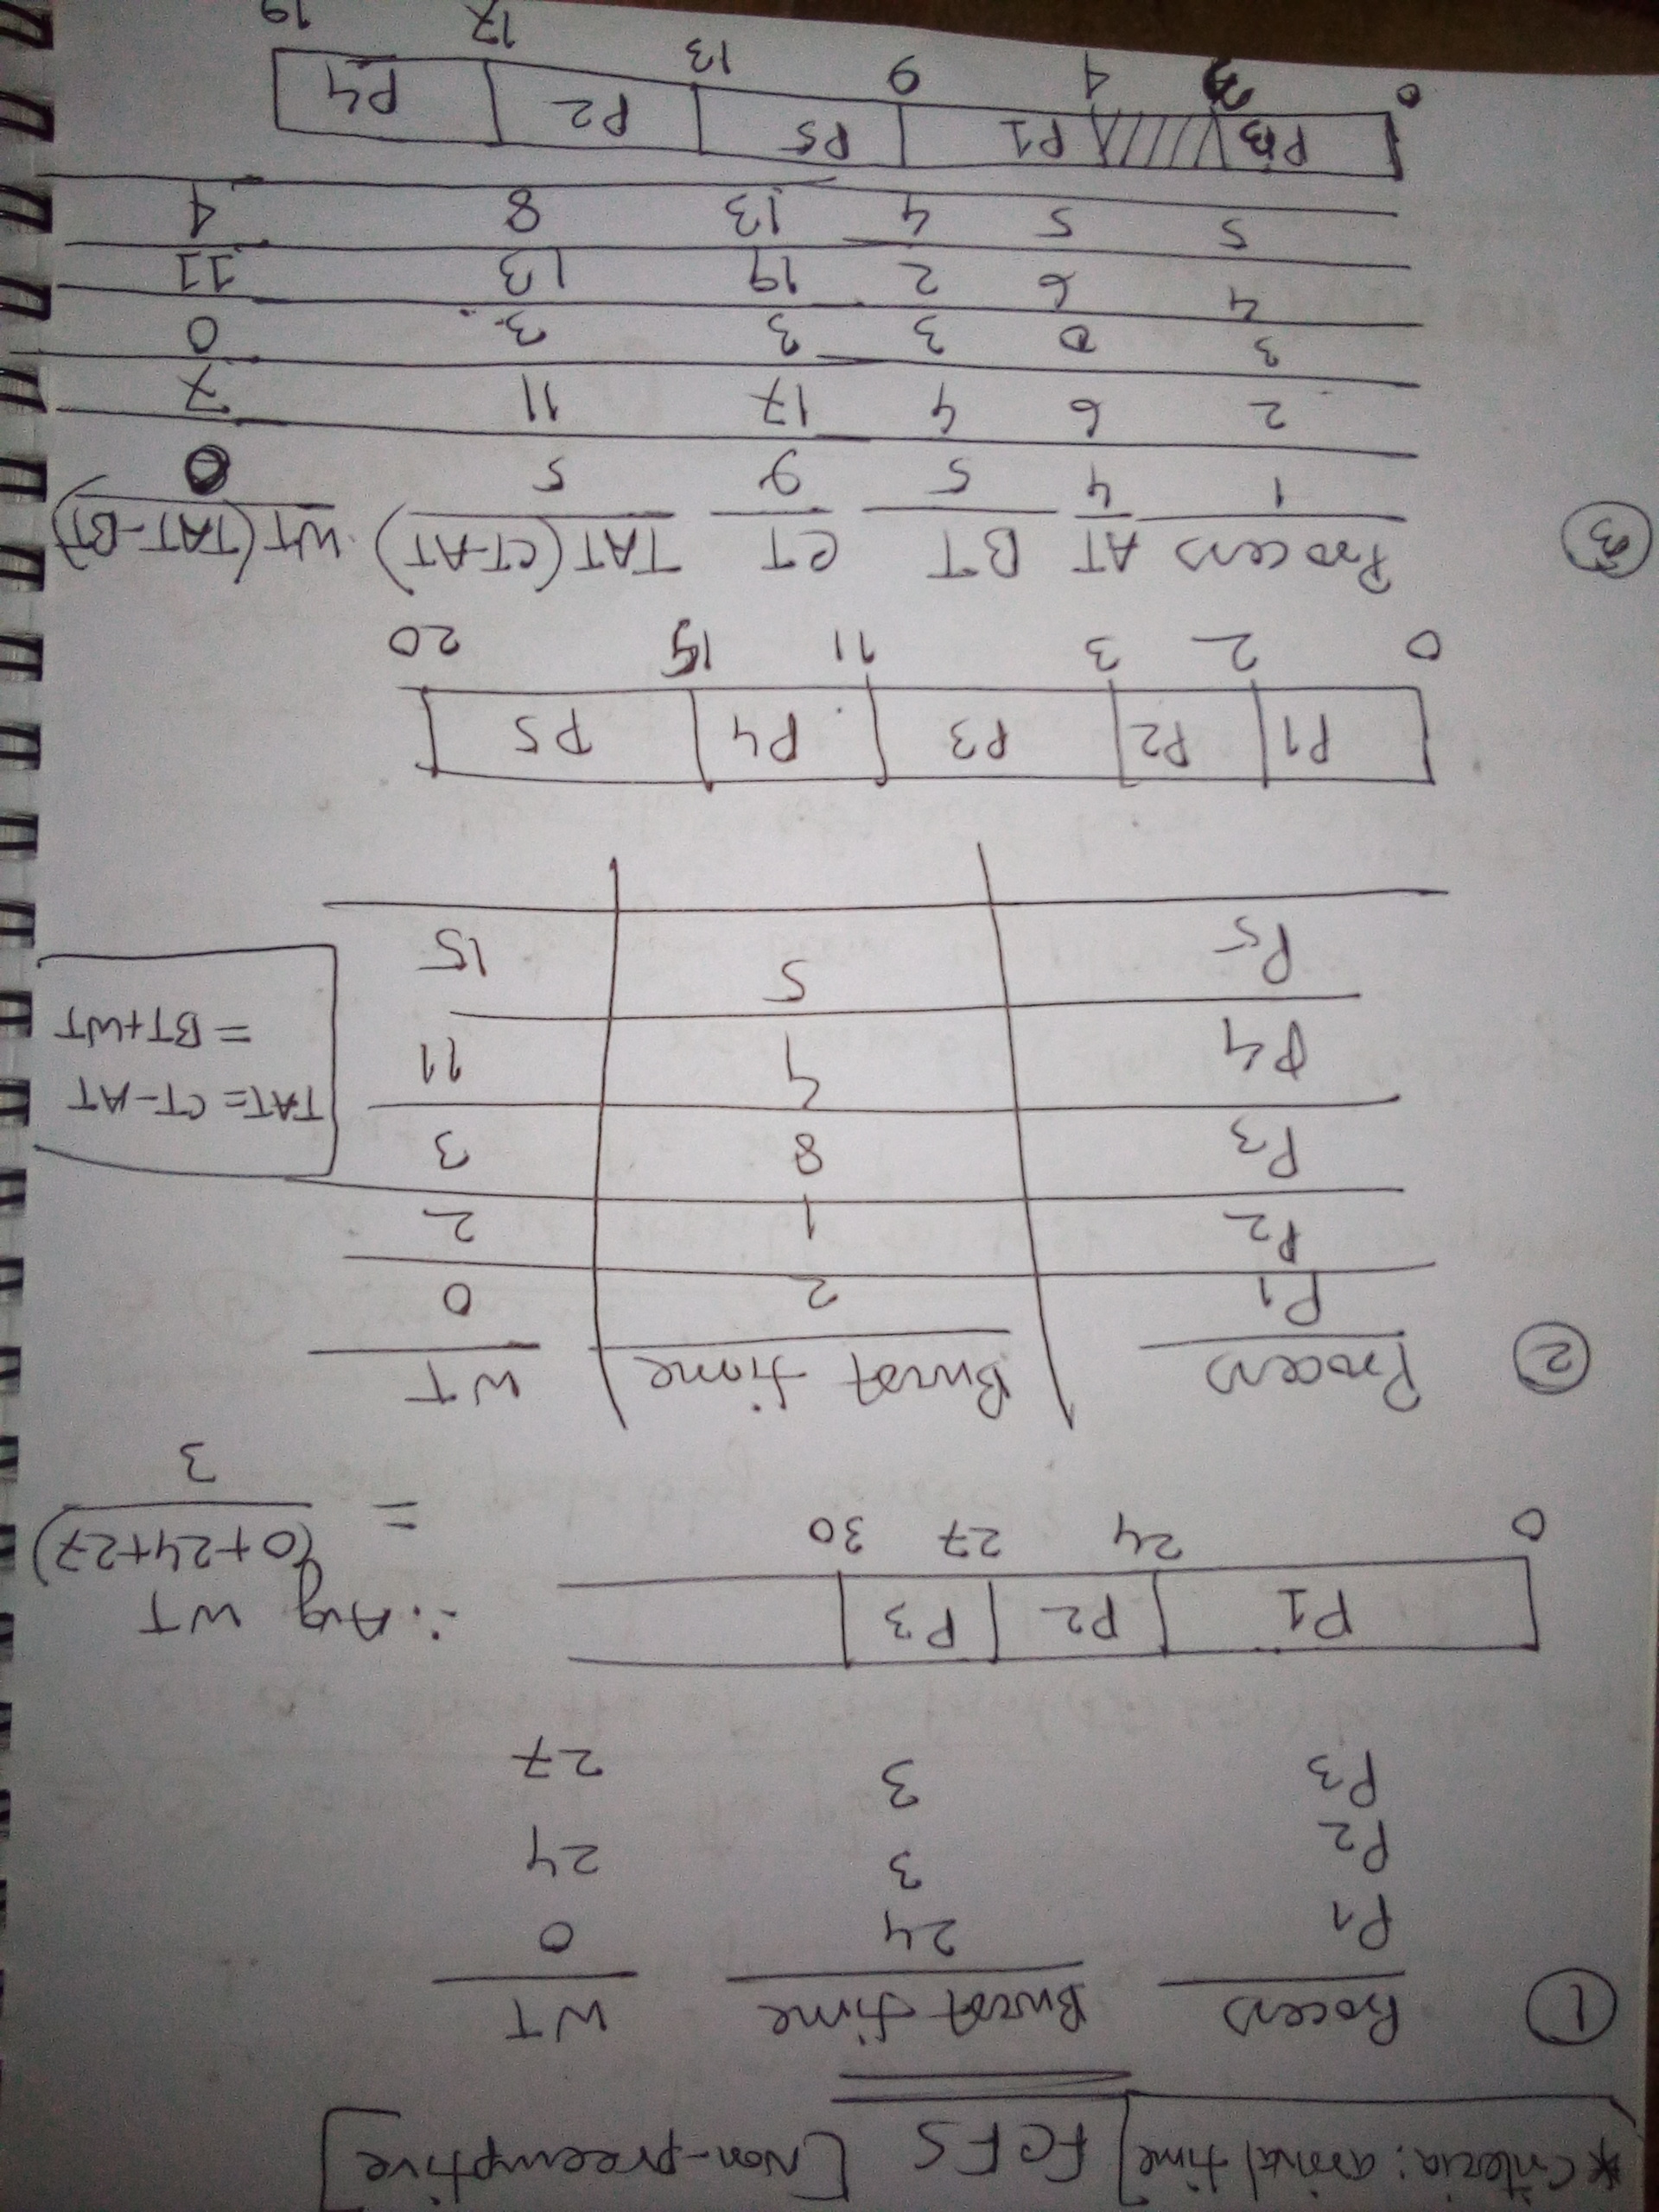 * Criteria: arrival time] FCFS [Non-preemptive]
① Process Burst time WT
P1 24 0
P2 3 24
P3 3 27
P1 P2 P3
0 24 27 30
∴ Avg WT
= (0+24+27)
3
② Process Burst time WT
P1 2 0
P2 1 2
P3 8 3
P4 4 11
P5 5 15
TAT= CT-AT
= BT+WT
P1 P2 P3 P4 P5
0 2 3 11 15 20
③ Process AT BT CT TAT(CT-AT) WT(TAT-BT)
1 4 5 9 5 0
2 6 4 17 11 7
3 0 3 3 3 0
4 6 2 19 13 11
5 5 4 13 8 4
P3 P1 P5 P2 P4
0 3 4 9 13 17 19